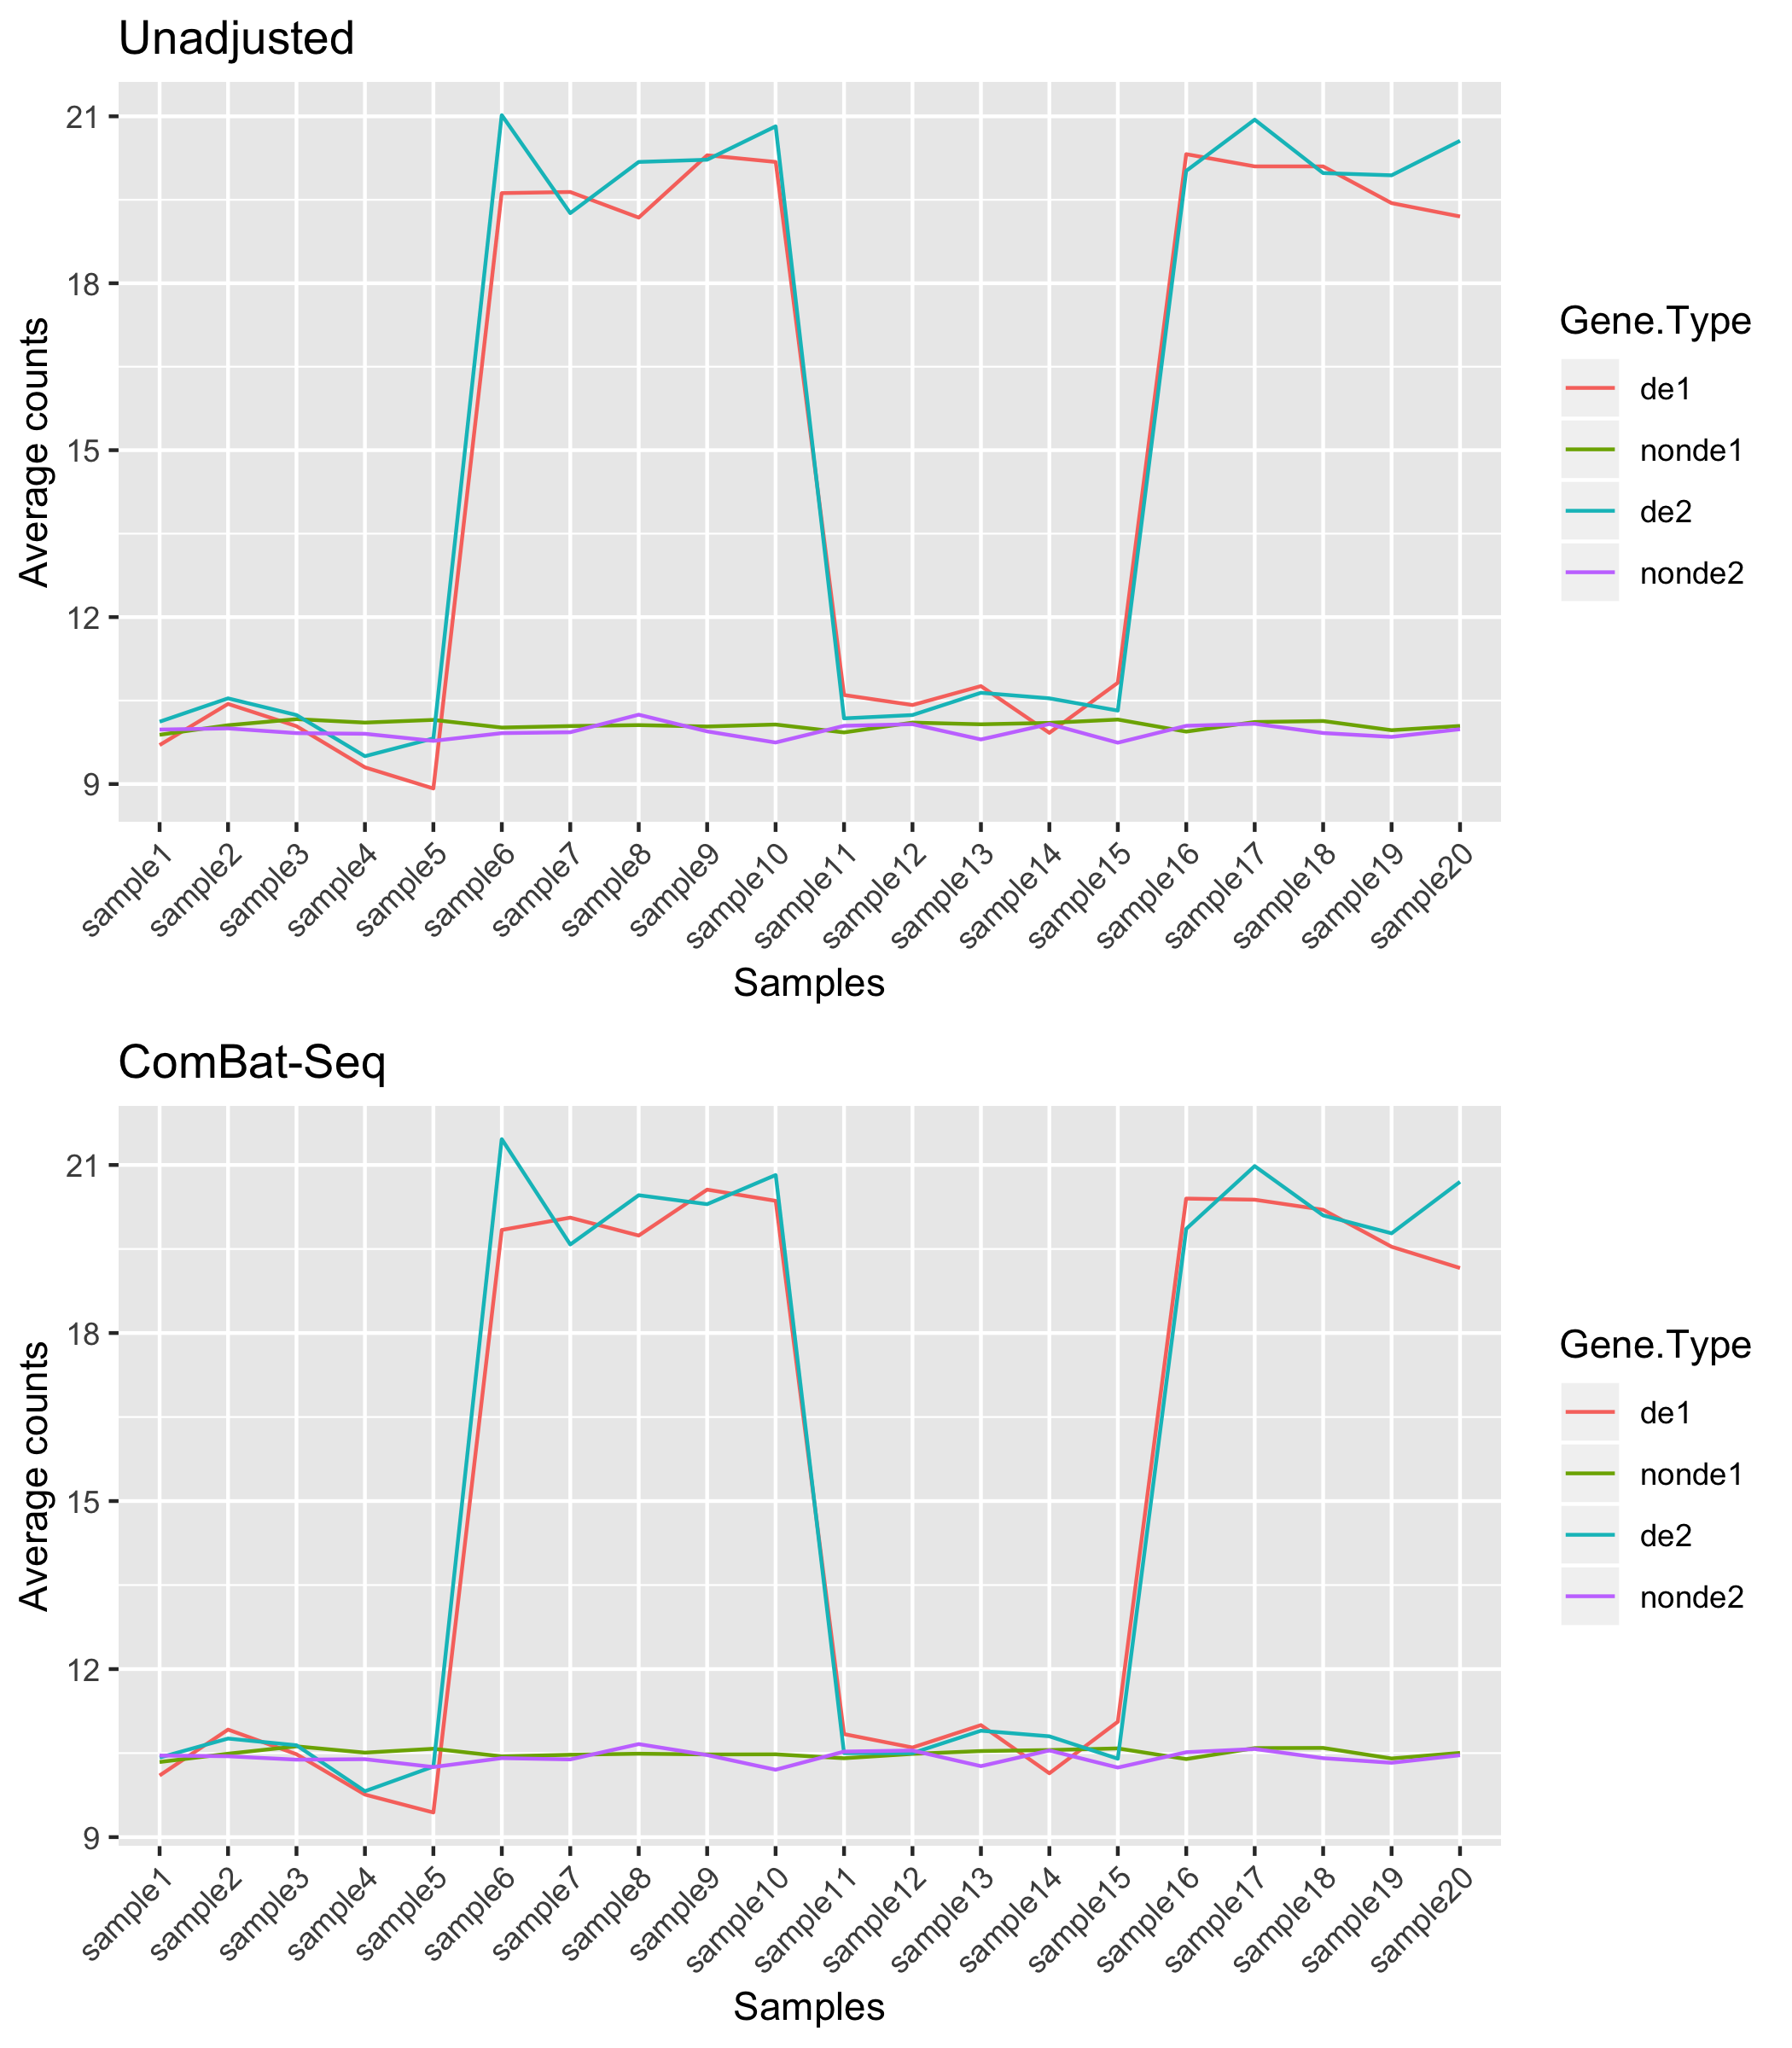 Unadjusted
21
18
15
12
9
Average counts
sample1
sample2
sample3
sample4
sample5
sample6
sample7
sample8
sample9
sample10
sample11
sample12
sample13
sample14
sample15
sample16
sample17
sample18
sample19
sample20
Samples
Gene.Type
de1
nonde1
de2
nonde2
ComBat-Seq
21
18
15
12
9
Average counts
sample1
sample2
sample3
sample4
sample5
sample6
sample7
sample8
sample9
sample10
sample11
sample12
sample13
sample14
sample15
sample16
sample17
sample18
sample19
sample20
Samples
Gene.Type
de1
nonde1
de2
nonde2